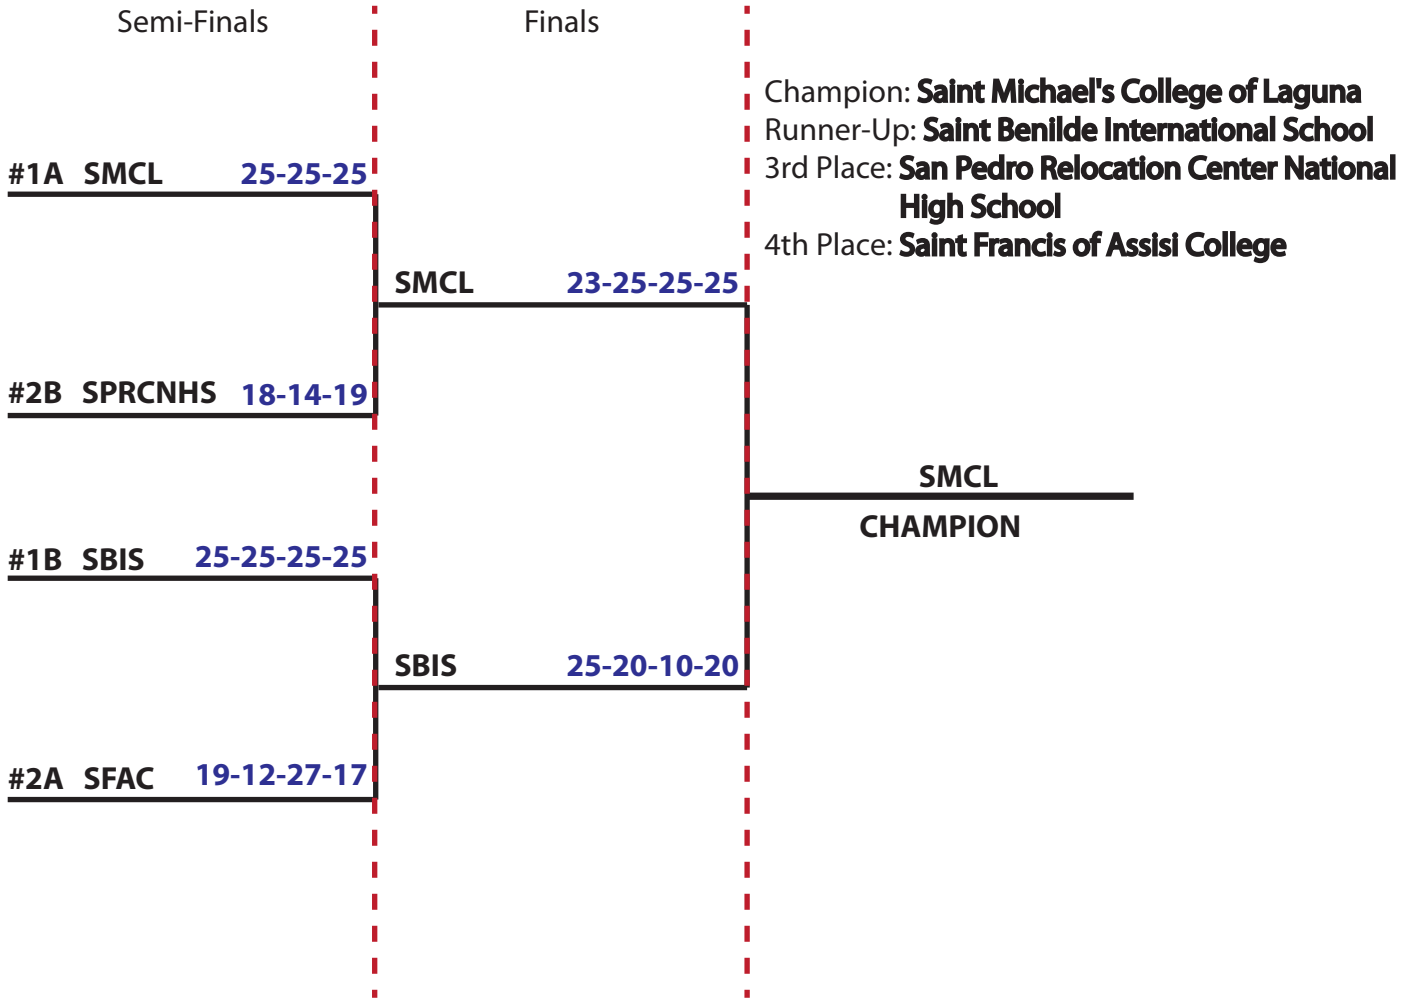 Semi-Finals
Finals
Champion: Saint Michael's College of Laguna
Runner-Up: Saint Benilde International School
3rd Place: San Pedro Relocation Center National
High School
4th Place: Saint Francis of Assisi College
#1A SMCL 25-25-25
SMCL 23-25-25-25
#2B SPRCNHS 18-14-19
SMCL
CHAMPION
#1B SBIS 25-25-25-25
SBIS 25-20-10-20
#2A SFAC 19-12-27-17